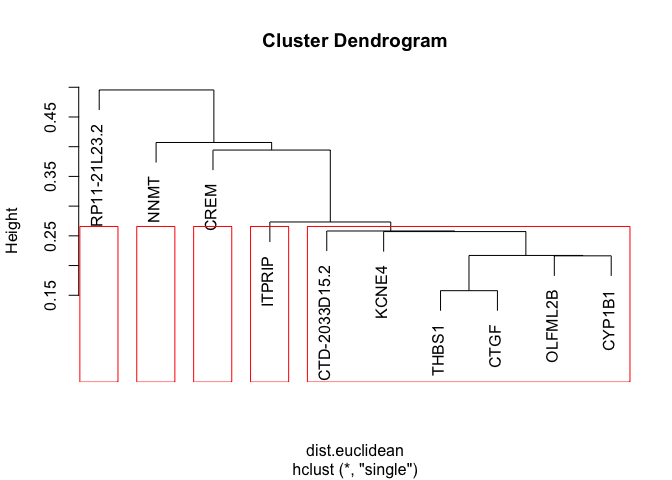 Cluster Dendrogram
Height
0.45
0.35
0.25
0.15
RP11-21L23.2
NNMT
CREM
ITPRIP
CTD-2033D15.2
KCNE4
THBS1
CTGF
OLFML2B
CYP1B1
dist.euclidean
hclust (*, "single")